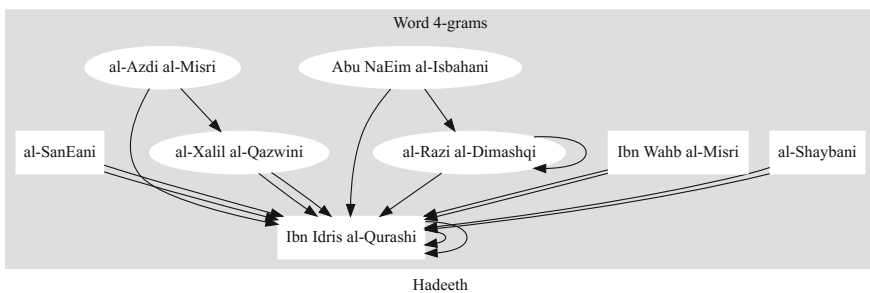 Word 4-grams
al-Azdi al-Misri
Abu NaEim al-Isbahani
al-SanEani
al-Xalil al-Qazwini
al-Razi al-Dimashqi
Ibn Wahb al-Misri
al-Shaybani
Ibn Idris al-Qurashi
Hadeeth